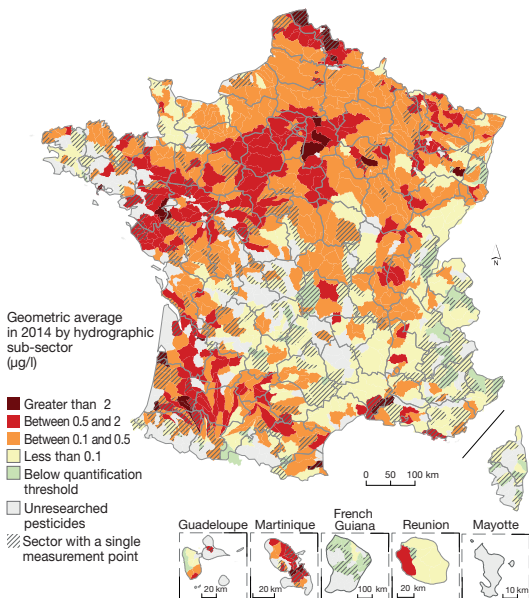 N
Geometric average
in 2014 by hydrographic
sub-sector
(µg/l)
Greater than 2
Between 0.5 and 2
Between 0.1 and 0.5
Less than 0.1
Below quantification
threshold
Unresearched
pesticides
Sector with a single
measurement point
0 50 100 km
Guadeloupe
20 km
Martinique
20 km
French
Guiana
100 km
Reunion
20 km
Mayotte
10 km